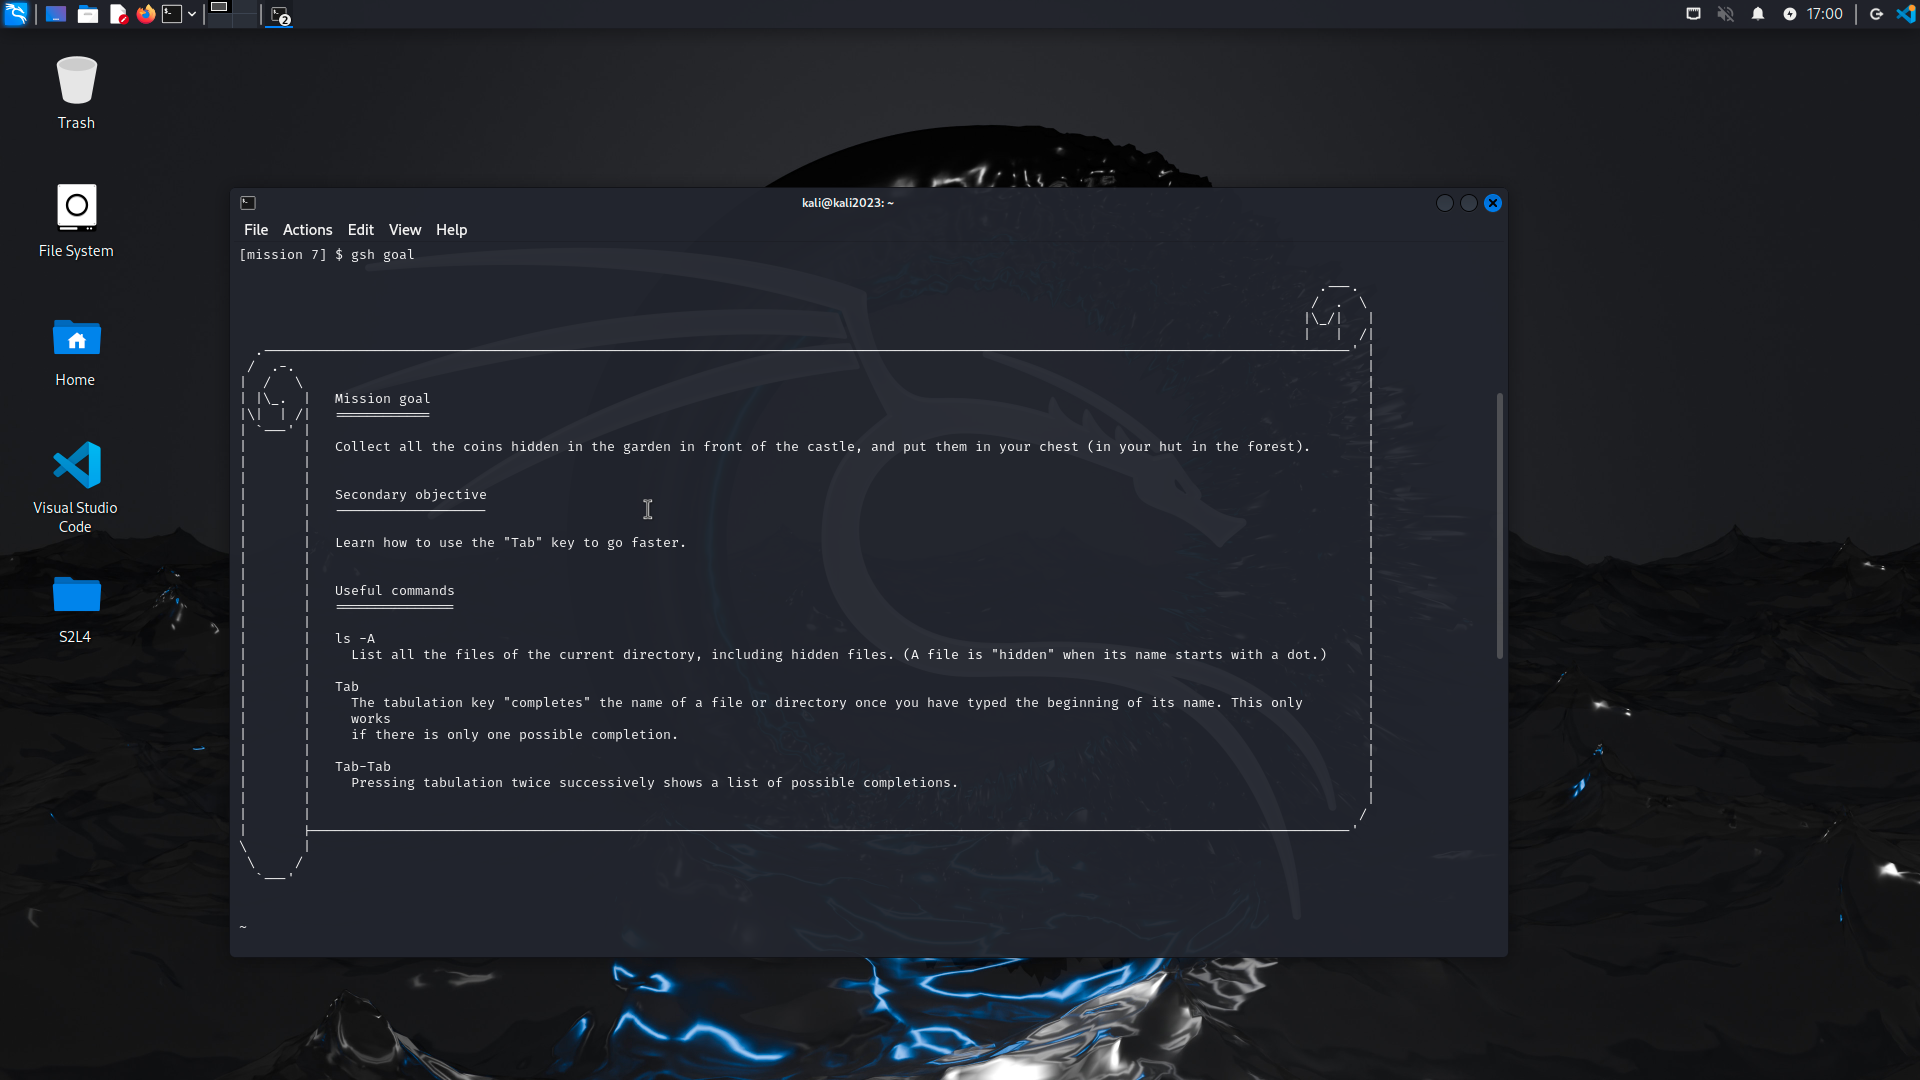 17:00
Trash
File System
Home
Visual Studio
Code
S2L4
kali@kali2023: ~
File Actions Edit View Help
[mission 7] $ gsh goal
Mission goal
Collect all the coins hidden in the garden in front of the castle, and put them in your chest (in your hut in the forest).
Secondary objective
Learn how to use the "Tab" key to go faster.
Useful commands
ls -A
List all the files of the current directory, including hidden files. (A file is "hidden" when its name starts with a dot.)
Tab
The tabulation key "completes" the name of a file or directory once you have typed the beginning of its name. This only
works
if there is only one possible completion.
Tab-Tab
Pressing tabulation twice successively shows a list of possible completions.
~